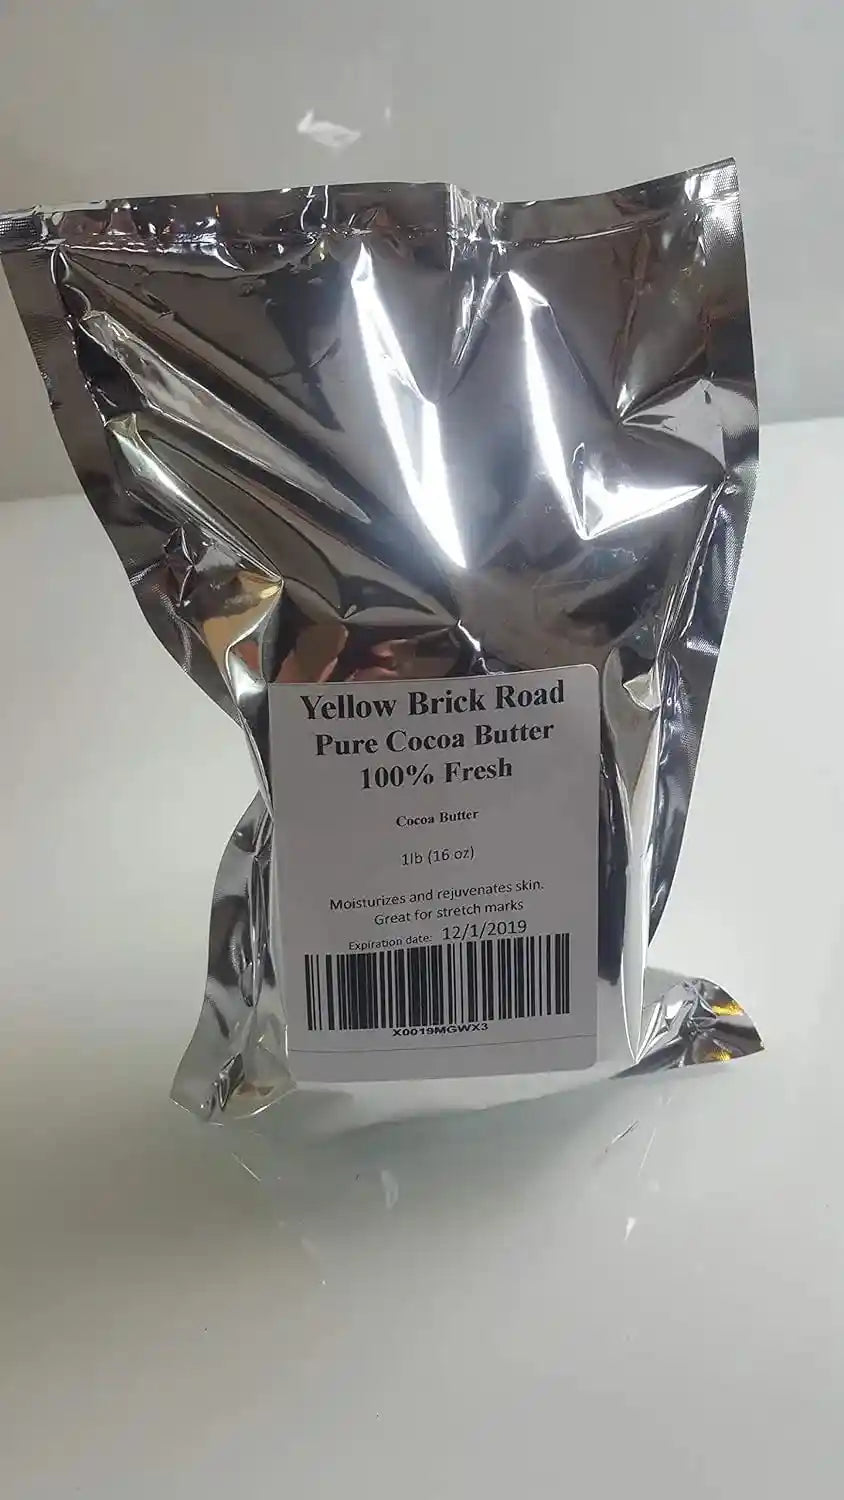 Yellow Brick Road
Pure Cocoa Butter
100% Fresh
Cocoa Butter
1lb (16 oz)
Moisturizes and rejuvenates skin.
Great for stretch marks
Expiration date: 12/1/2019
X0019MGWX3